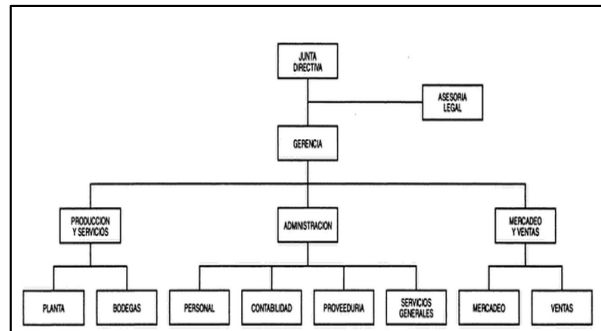 JUNTA
DIRECTIVA
ASESORIA
LEGAL
GERENCIA
PRODUCCION
Y SERVICIOS
ADMINISTRACION
MERCADEO
Y VENTAS
PLANTA
BODEGAS
PERSONAL
CONTABILIDAD
PROVEEDURIA
SERVICIOS
GENERALES
MERCADEO
VENTAS